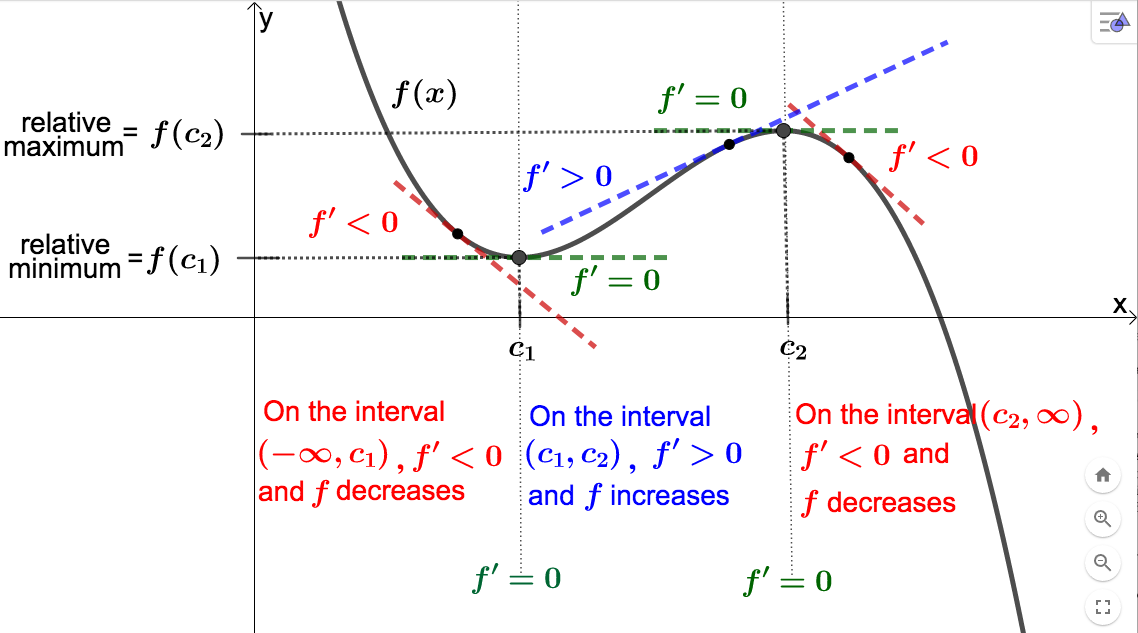 y
f(x)
f′ = 0
relative
maximum = f(c₂)
f′ < 0
f′ > 0
f′ < 0
relative
minimum = f(c₁)
f′ = 0
x
c₁
c₂
On the interval
(−∞, c₁) , f′ < 0
and f decreases
On the interval
(c₁, c₂) , f′ > 0
and f increases
On the interval (c₂, ∞) ,
f′ < 0 and
f decreases
f′ = 0
f′ = 0